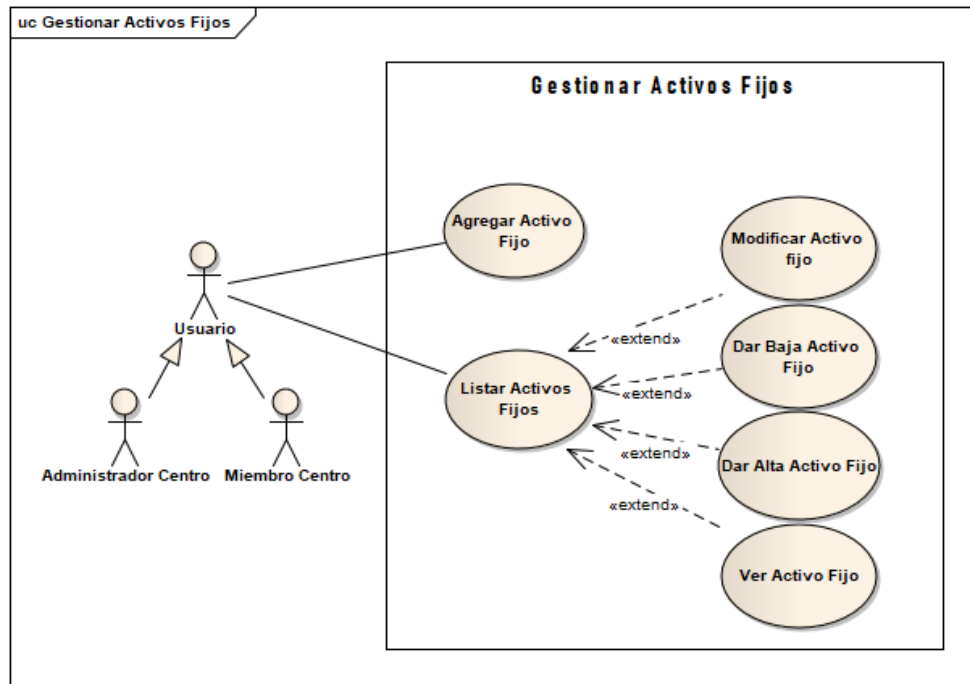 uc Gestionar Activos Fijos
Gestionar Activos Fijos
Agregar Activo
Fijo
Modificar Activo
fijo
Usuario
«extend»
Dar Baja Activo
Fijo
Listar Activos
Fijos
«extend»
Administrador Centro
Miembro Centro
«extend»
Dar Alta Activo Fijo
«extend»
Ver Activo Fijo